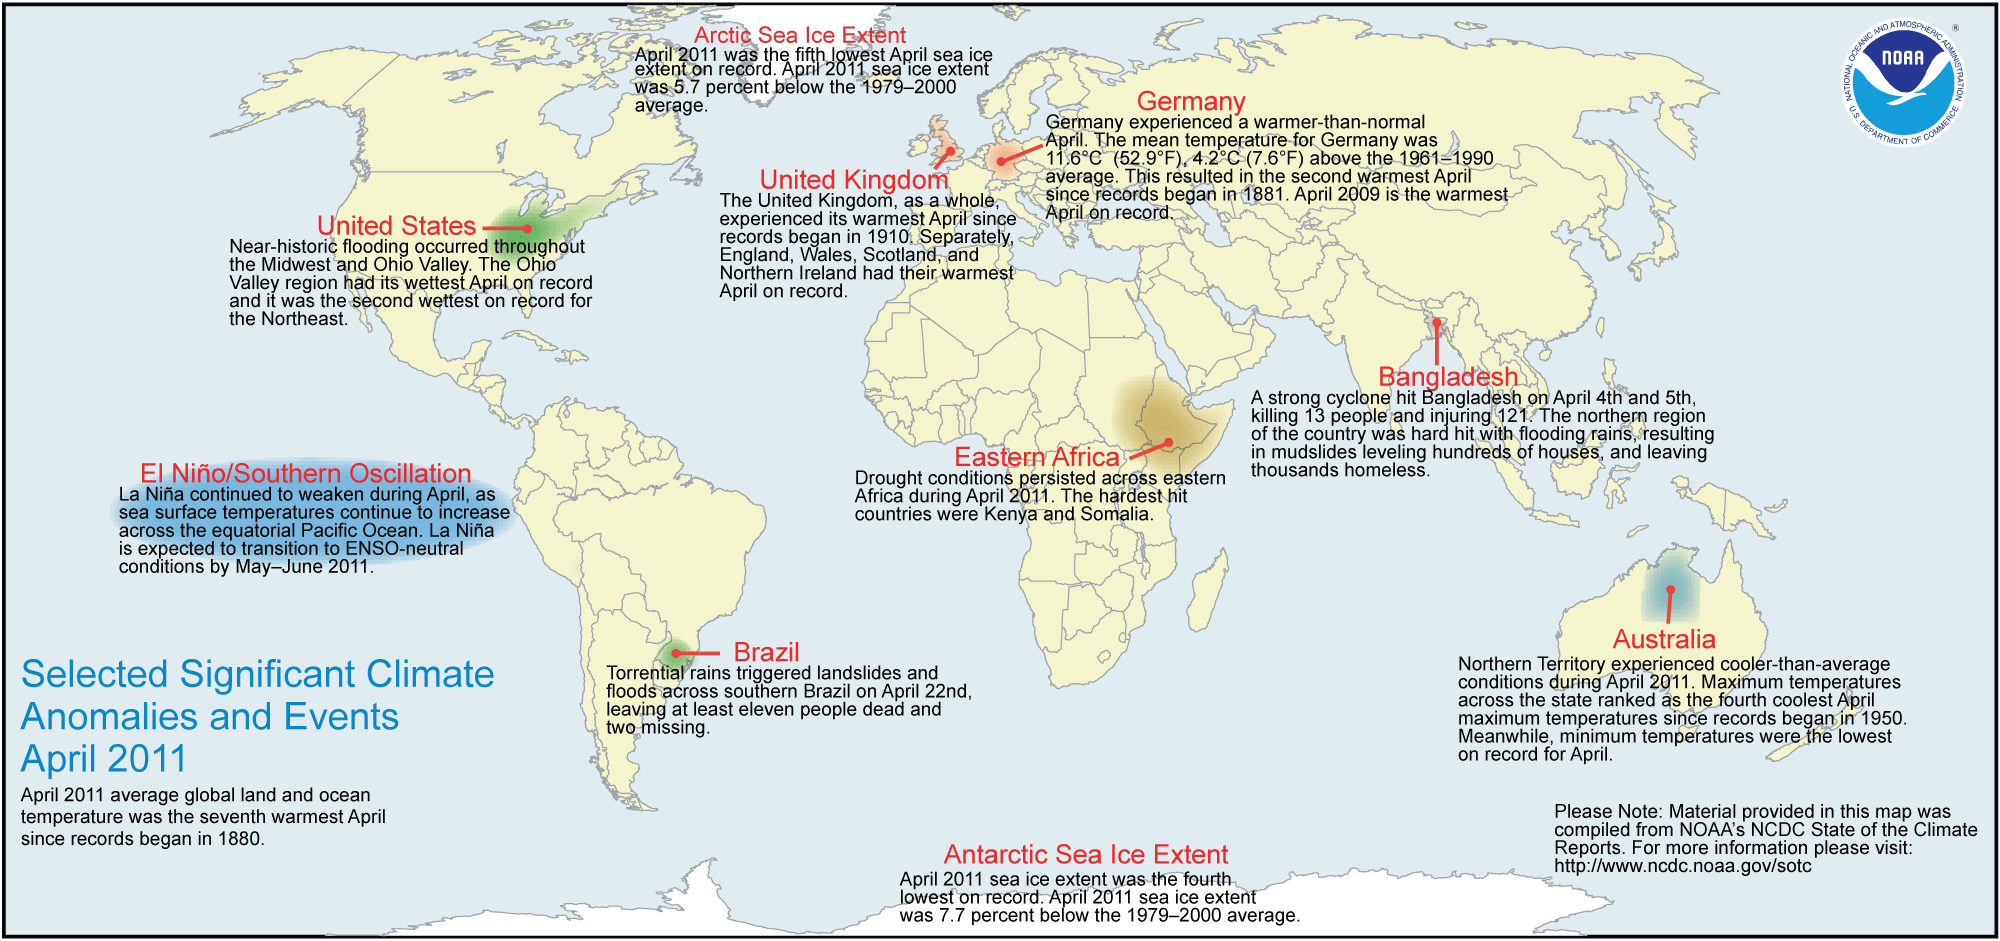 Arctic Sea Ice Extent
April 2011 was the fifth lowest April sea ice
extent on record. April 2011 sea ice extent
was 5.7 percent below the 1979–2000
average.
NATIONAL OCEANIC AND ATMOSPHERIC ADMINISTRATION
U.S. DEPARTMENT OF COMMERCE
NOAA
®
Germany
Germany experienced a warmer-than-normal
April. The mean temperature for Germany was
11.6°C (52.9°F), 4.2°C (7.6°F) above the 1961–1990
average. This resulted in the second warmest April
since records began in 1881. April 2009 is the warmest
April on record.
United Kingdom
The United Kingdom, as a whole,
experienced its warmest April since
records began in 1910. Separately,
England, Wales, Scotland, and
Northern Ireland had their warmest
April on record.
United States
Near-historic flooding occurred throughout
the Midwest and Ohio Valley. The Ohio
Valley region had its wettest April on record
and it was the second wettest on record for
the Northeast.
Bangladesh
A strong cyclone hit Bangladesh on April 4th and 5th,
killing 13 people and injuring 121. The northern region
of the country was hard hit with flooding rains, resulting
in mudslides leveling hundreds of houses, and leaving
thousands homeless.
Eastern Africa
Drought conditions persisted across eastern
Africa during April 2011. The hardest hit
countries were Kenya and Somalia.
El Niño/Southern Oscillation
La Niña continued to weaken during April, as
sea surface temperatures continue to increase
across the equatorial Pacific Ocean. La Niña
is expected to transition to ENSO-neutral
conditions by May–June 2011.
Brazil
Torrential rains triggered landslides and
floods across southern Brazil on April 22nd,
leaving at least eleven people dead and
two missing.
Australia
Northern Territory experienced cooler-than-average
conditions during April 2011. Maximum temperatures
across the state ranked as the fourth coolest April
maximum temperatures since records began in 1950.
Meanwhile, minimum temperatures were the lowest
on record for April.
Selected Significant Climate
Anomalies and Events
April 2011
April 2011 average global land and ocean
temperature was the seventh warmest April
since records began in 1880.
Antarctic Sea Ice Extent
April 2011 sea ice extent was the fourth
lowest on record. April 2011 sea ice extent
was 7.7 percent below the 1979–2000 average.
Please Note: Material provided in this map was
compiled from NOAA's NCDC State of the Climate
Reports. For more information please visit:
http://www.ncdc.noaa.gov/sotc